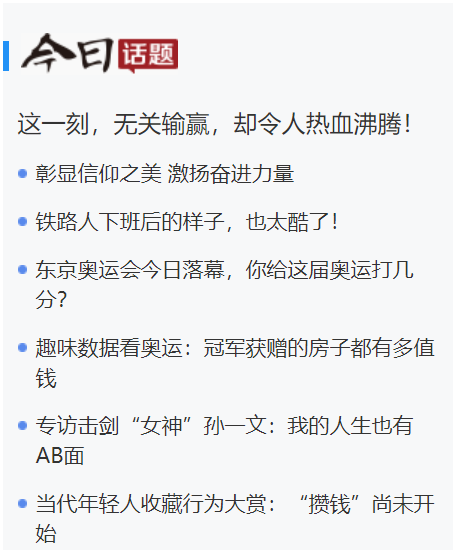 今日话题
这一刻，无关输赢，却令人热血沸腾！
彰显信仰之美 激扬奋进力量
铁路人下班后的样子，也太酷了！
东京奥运会今日落幕，你给这届奥运打几
分？
趣味数据看奥运：冠军获赠的房子都有多值
钱
专访击剑“女神”孙一文：我的人生也有
AB面
当代年轻人收藏行为大赏：“攒钱”尚未开
始